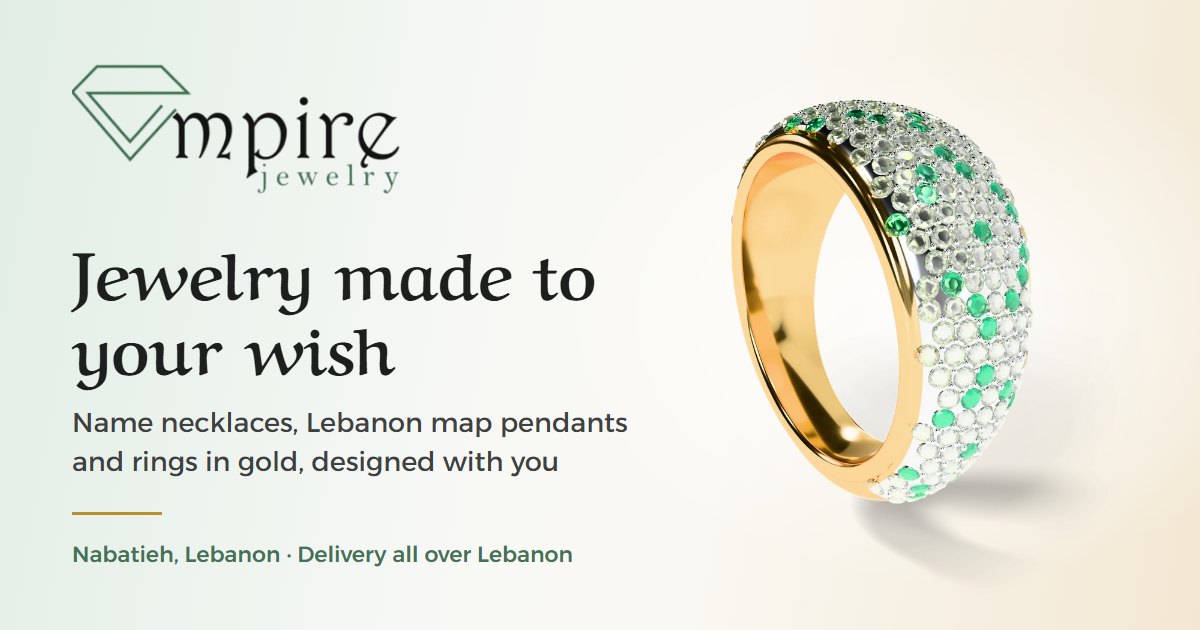 Empire
jewelry
Jewelry made to
your wish
Name necklaces, Lebanon map pendants
and rings in gold, designed with you
Nabatieh, Lebanon · Delivery all over Lebanon